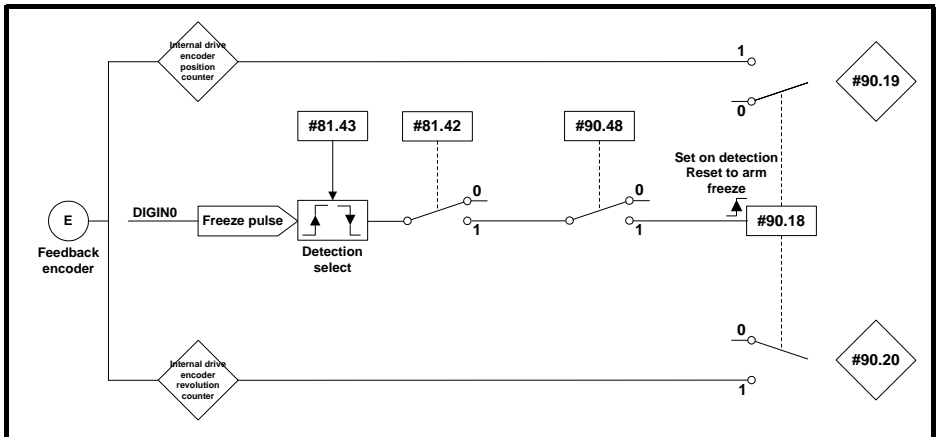 Internal drive
encoder
position
counter
1
#90.19
0
#81.43
#81.42
#90.48
Set on detection
Reset to arm
freeze
E
DIGIN0
Freeze pulse
0
1
0
1
#90.18
Feedback
encoder
Detection
select
0
#90.20
Internal drive
encoder
revolution
counter
1